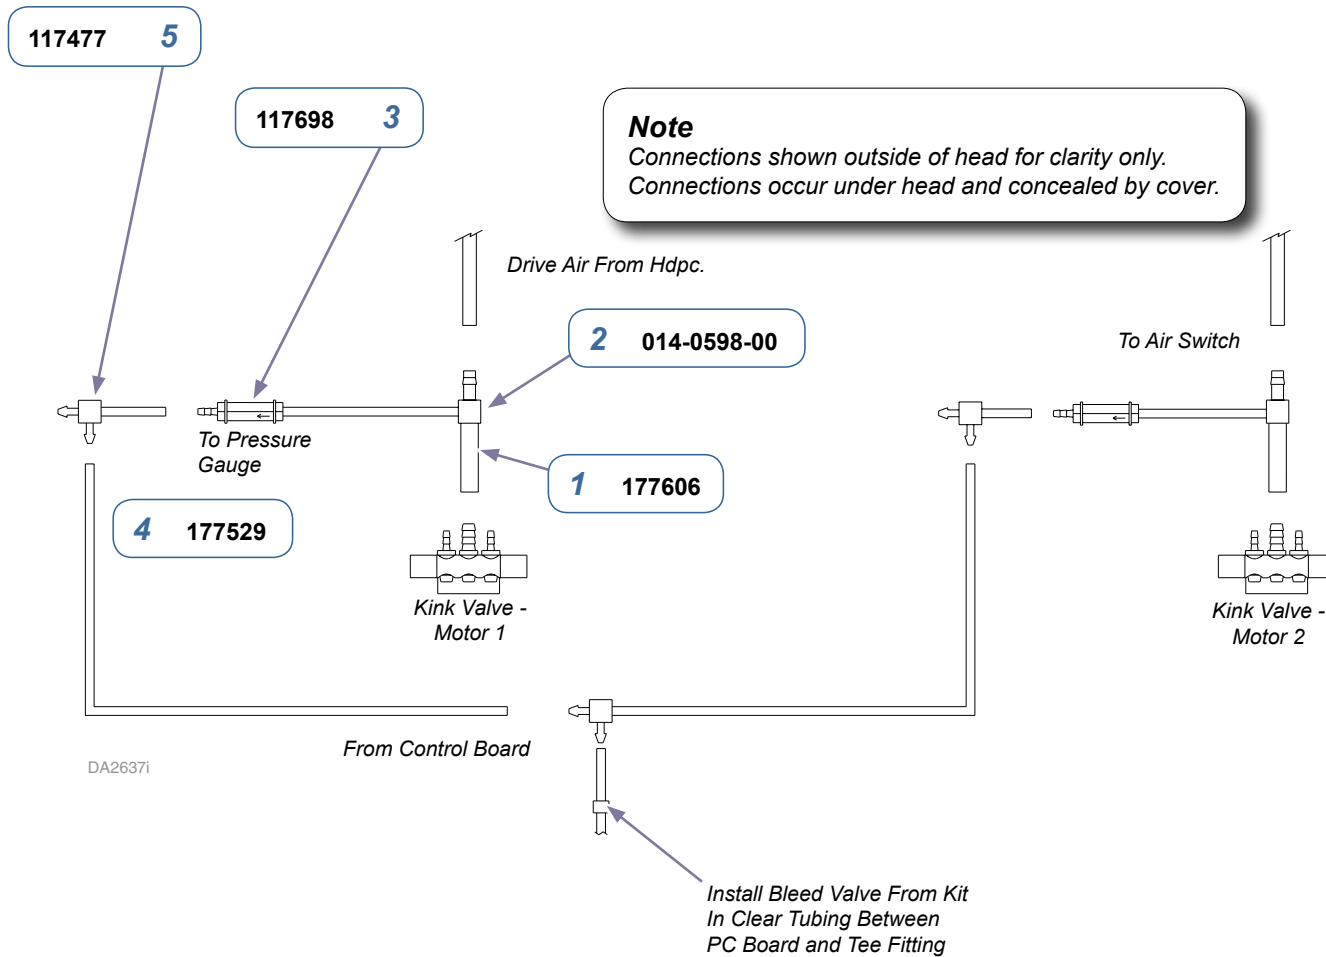 117477 5
117698 3
Note
Connections shown outside of head for clarity only.
Connections occur under head and concealed by cover.
Drive Air From Hdpc.
2 014-0598-00
To Air Switch
To Pressure
Gauge
1 177606
4 177529
Kink Valve -
Motor 1
Kink Valve -
Motor 2
From Control Board
DA2637i
Install Bleed Valve From Kit
In Clear Tubing Between
PC Board and Tee Fitting